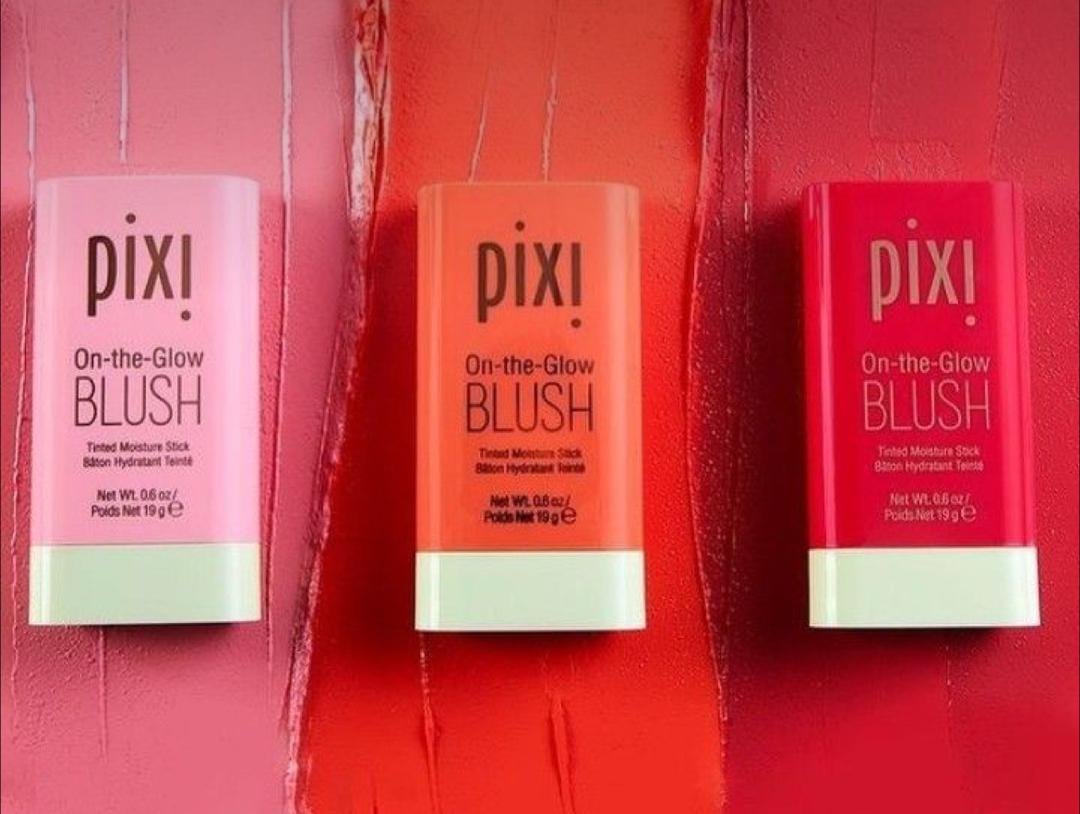 pixi
On-the-Glow
BLUSH
Tinted Moisture Stick
Bâton Hydratant Teinté
Net Wt. 0.6 oz /
Poids Net 19 g e
pixi
On-the-Glow
BLUSH
Tinted Moisture Stick
Bâton Hydratant Teinté
Net Wt. 0.6 oz /
Poids Net 19 g e
pixi
On-the-Glow
BLUSH
Tinted Moisture Stick
Bâton Hydratant Teinté
Net Wt. 0.6 oz /
Poids Net 19 g e